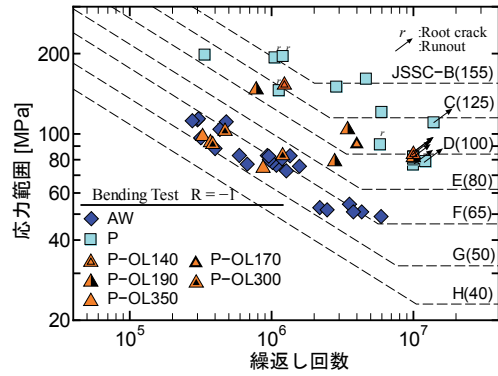 r :Root crack
:Runout
200
r r
JSSC-B(155)
r
C(125)
100
r
D(100)
80
E(80)
60
F(65)
40
G(50)
H(40)
20
応力範囲 [MPa]
Bending Test R=−1
AW
P
P-OL140
P-OL170
P-OL190
P-OL300
P-OL350
10⁵
10⁶
10⁷
繰返し回数